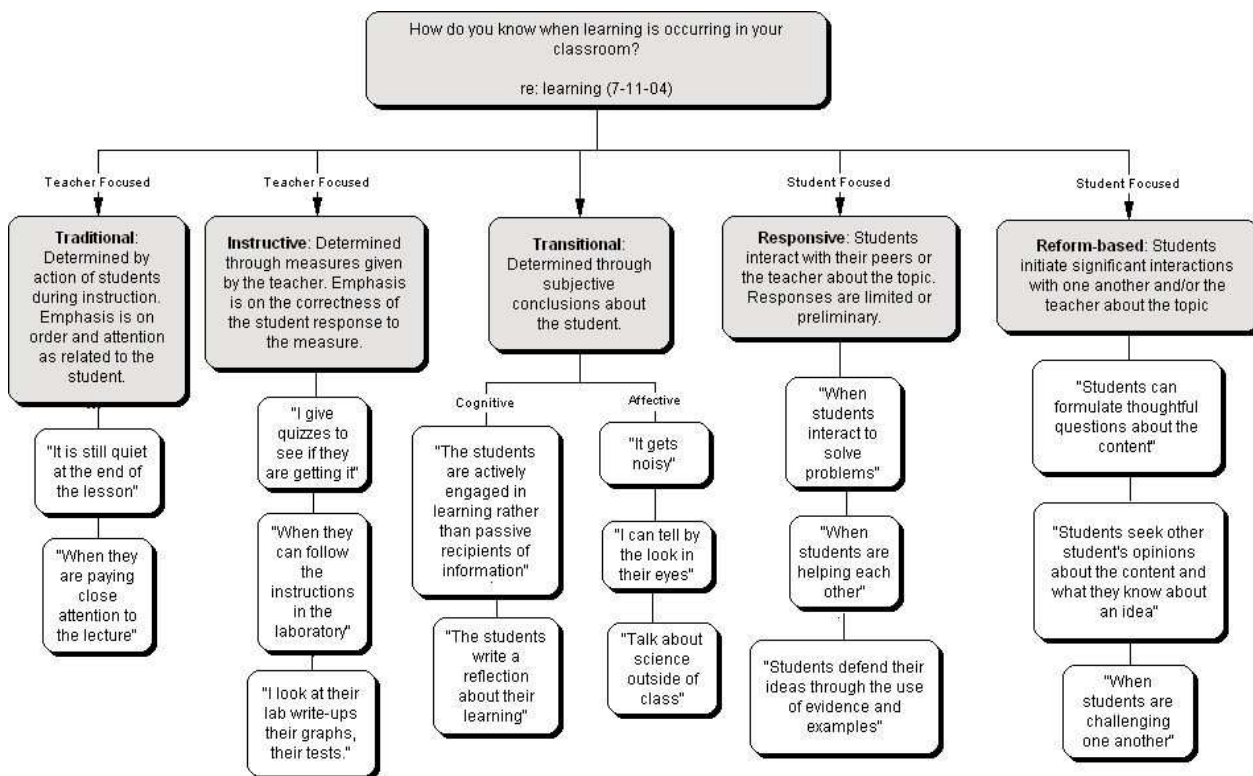 How do you know when learning is occurring in your
classroom?
re: learning (7-11-04)
Teacher Focused
Teacher Focused
Student Focused
Student Focused
Traditional:
Determined by
action of students
during instruction.
Emphasis is on
order and attention
as related to the
student.
Instructive: Determined
through measures given
by the teacher. Emphasis
is on the correctness of
the student response to
the measure.
Transitional:
Determined through
subjective
conclusions about
the student.
Responsive: Students
interact with their peers or
the teacher about the topic.
Responses are limited or
preliminary.
Reform-based: Students
initiate significant interactions
with one another and/or the
teacher about the topic
Cognitive
Affective
"It is still quiet
at the end of
the lesson"
"When they
are paying
close
attention to
the lecture"
"I give
quizzes to
see if they
are getting it"
"When they
can follow
the
instructions
in the
laboratory"
"I look at their
lab write-ups
their graphs,
their tests."
"The students
are actively
engaged in
learning rather
than passive
recipients of
information"
"The students
write a
reflection
about their
learning"
"It gets
noisy"
"I can tell by
the look in
their eyes"
"Talk about
science
outside of
class"
"When
students
interact to
solve
problems"
"When
students are
helping each
other"
"Students defend their
ideas through the use
of evidence and
examples"
"Students can
formulate thoughtful
questions about the
content"
"Students seek other
student's opinions
about the content and
what they know about
an idea"
"When
students are
challenging
one another"